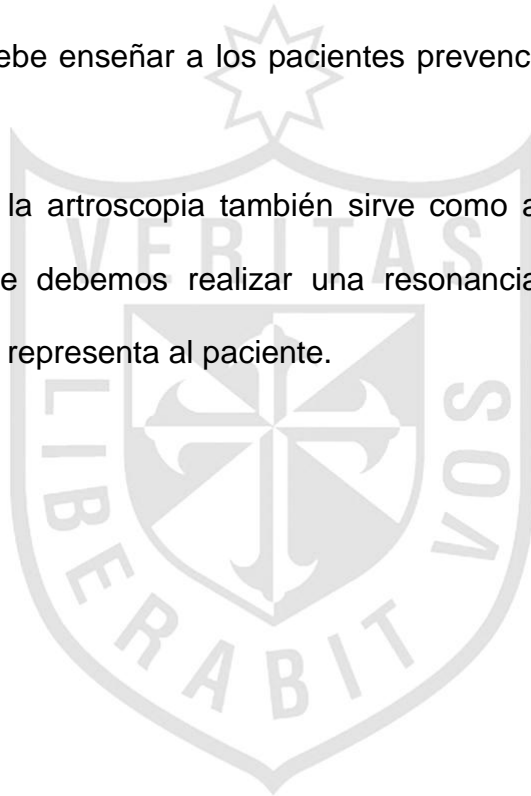 ebe enseñar a los pacientes prevenc
la artroscopia también sirve como a
e debemos realizar una resonancia
representa al paciente.
VERITAS
LIBERABIT
VOS